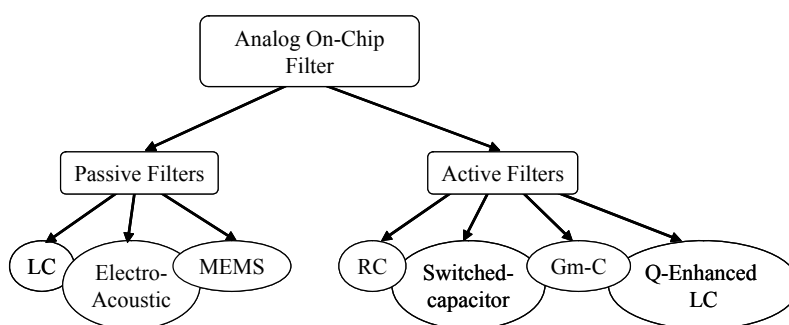 Analog On-Chip
Filter
Passive Filters
Active Filters
LC
Electro-
Acoustic
MEMS
RC
Switched-
capacitor
Gm-C
Q-Enhanced
LC